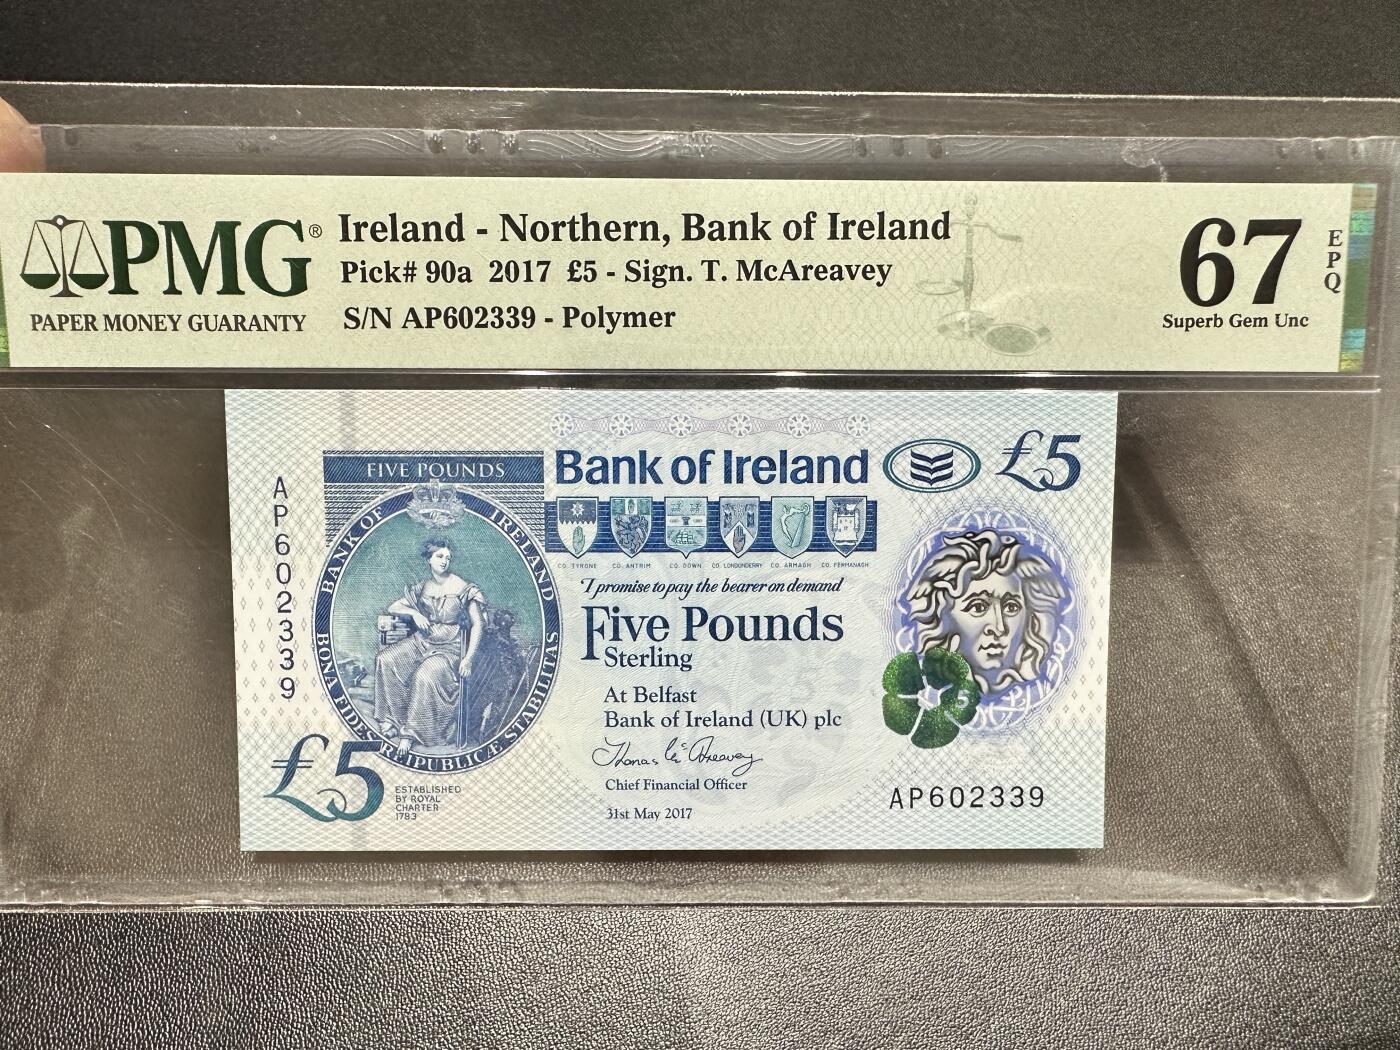 PMG®
PAPER MONEY GUARANTY
Ireland - Northern, Bank of Ireland
Pick# 90a 2017 £5 - Sign. T. McAreavey
S/N AP602339 - Polymer
67
EPQ
Superb Gem Unc
AP602339
FIVE POUNDS
BANK OF IRELAND
BONA FIDES REIPUBLICÆ STABILITAS
£5
ESTABLISHED
BY ROYAL
CHARTER
1783
Bank of Ireland
£5
CO. TYRONE CO. ANTRIM CO. DOWN CO. LONDONDERRY CO. ARMAGH CO. FERMANAGH
I promise to pay the bearer on demand
Five Pounds
Sterling
At Belfast
Bank of Ireland (UK) plc
Thomas McAreavey
Chief Financial Officer
31st May 2017
5
AP602339